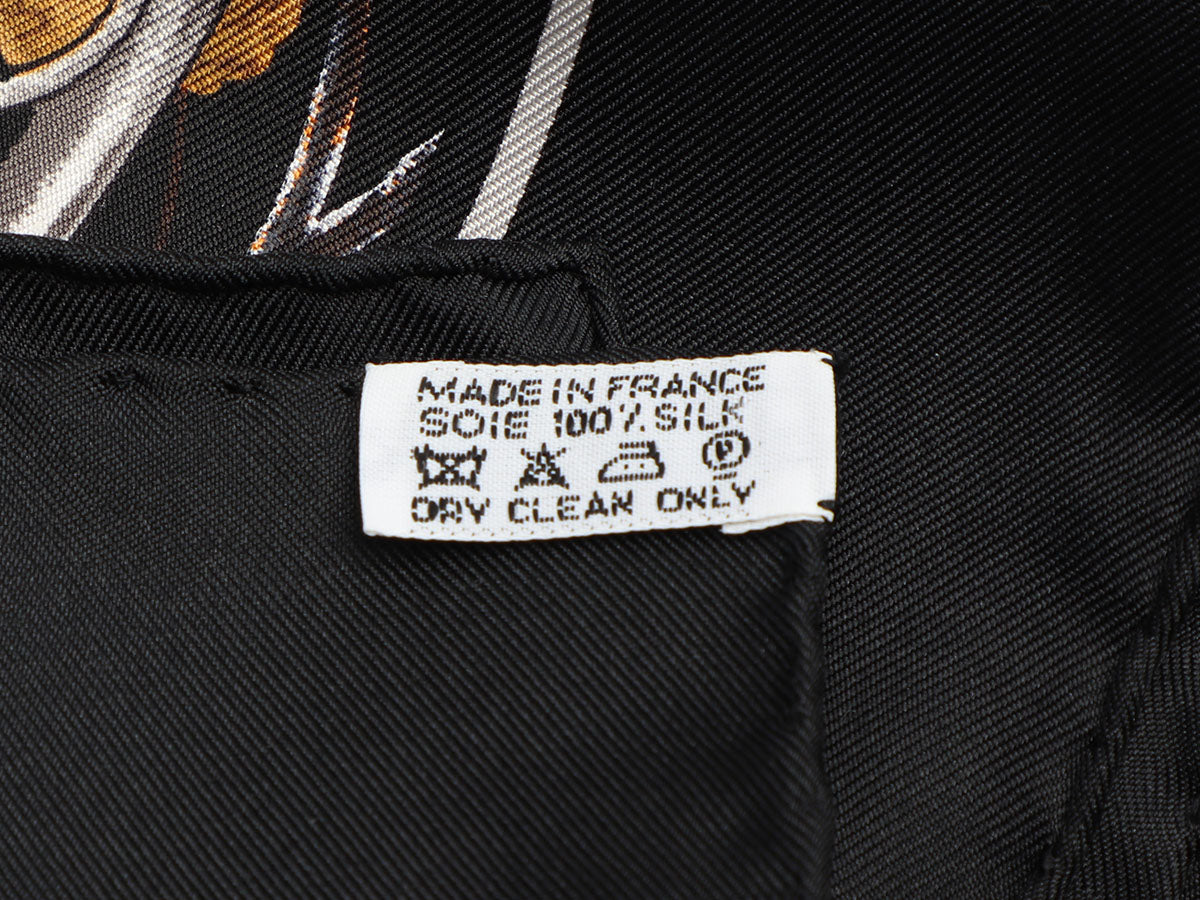 MADE IN FRANCE
SOIE 100% SILK
P
DRY CLEAN ONLY